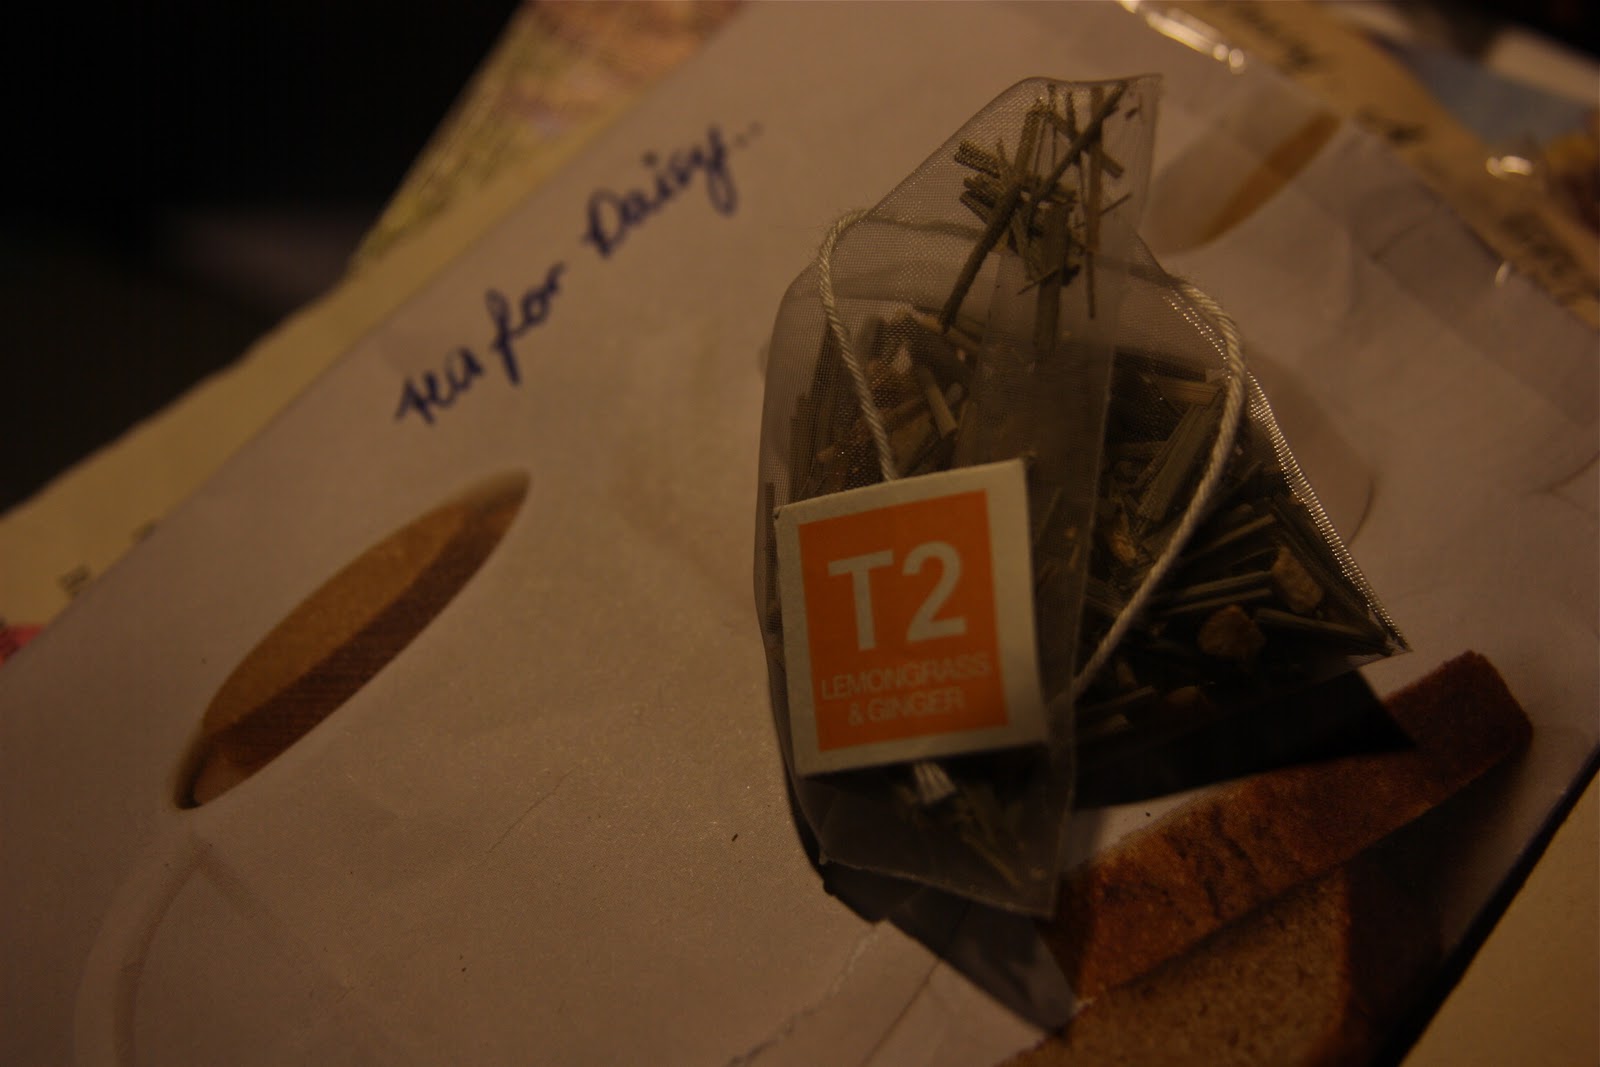 tea for Daisy..
T2
LEMONGRASS
& GINGER